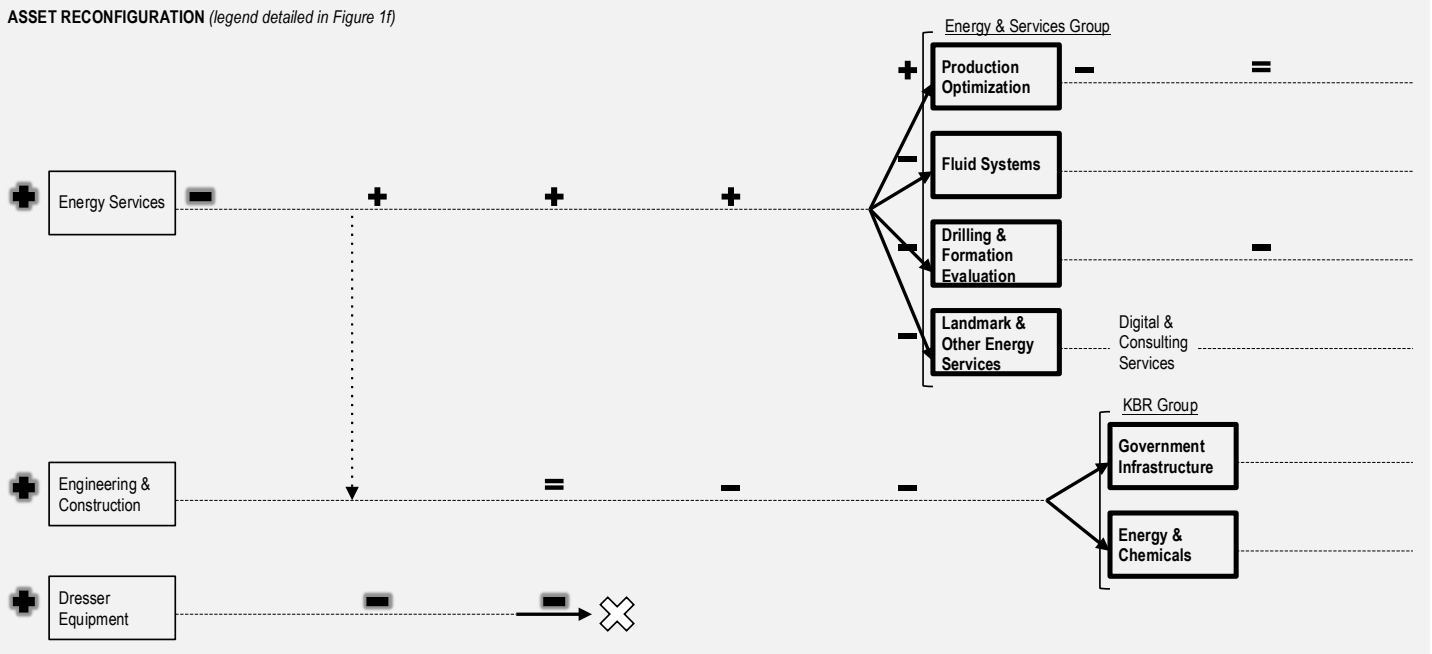 ASSET RECONFIGURATION (legend detailed in Figure 1f)
Energy & Services Group
+
Production
Optimization
−
=
−
Fluid Systems
+
Energy Services
−
+
+
+
−
Drilling &
Formation
Evaluation
−
−
Landmark &
Other Energy
Services
Digital &
Consulting
Services
KBR Group
Government
Infrastructure
+
Engineering &
Construction
=
−
−
Energy &
Chemicals
+
Dresser
Equipment
−
−